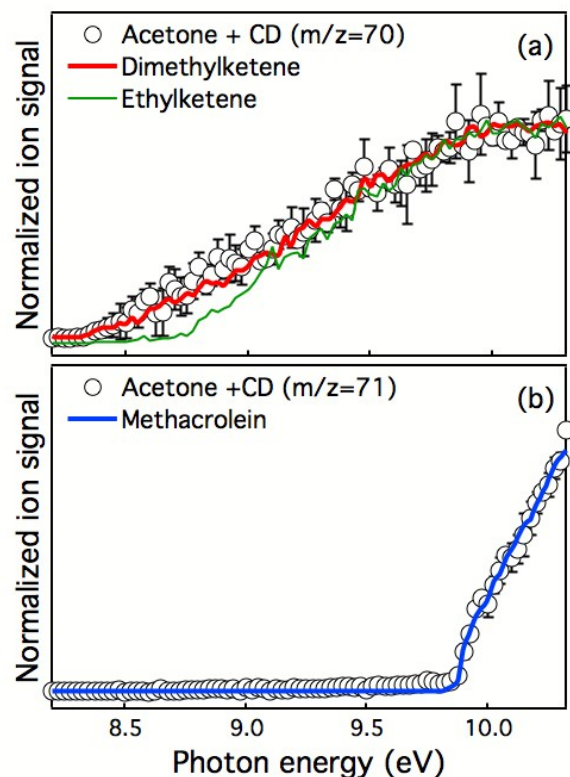 Normalized ion signal
(a)
Acetone + CD (m/z=70)
Dimethylketene
Ethylketene
Normalized ion signal
(b)
Acetone +CD (m/z=71)
Methacrolein
8.5 9.0 9.5 10.0
Photon energy (eV)